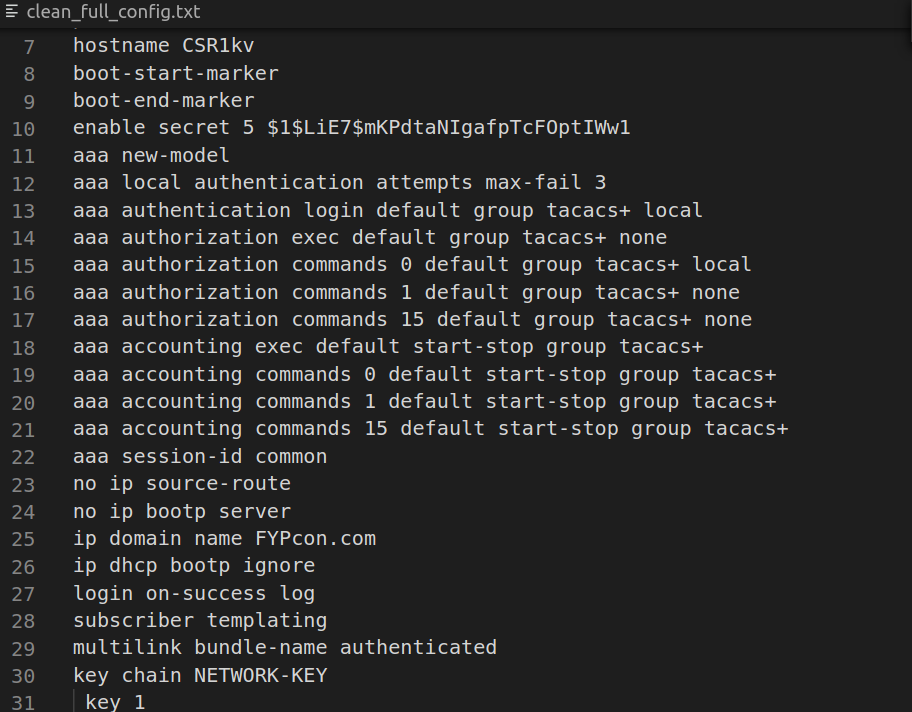 clean_full_config.txt
7 hostname CSR1kv
8 boot-start-marker
9 boot-end-marker
10 enable secret 5 $1$LiE7$mKPdtaNIgafpTcFOptIWw1
11 aaa new-model
12 aaa local authentication attempts max-fail 3
13 aaa authentication login default group tacacs+ local
14 aaa authorization exec default group tacacs+ none
15 aaa authorization commands 0 default group tacacs+ local
16 aaa authorization commands 1 default group tacacs+ none
17 aaa authorization commands 15 default group tacacs+ none
18 aaa accounting exec default start-stop group tacacs+
19 aaa accounting commands 0 default start-stop group tacacs+
20 aaa accounting commands 1 default start-stop group tacacs+
21 aaa accounting commands 15 default start-stop group tacacs+
22 aaa session-id common
23 no ip source-route
24 no ip bootp server
25 ip domain name FYPcon.com
26 ip dhcp bootp ignore
27 login on-success log
28 subscriber templating
29 multilink bundle-name authenticated
30 key chain NETWORK-KEY
31 key 1